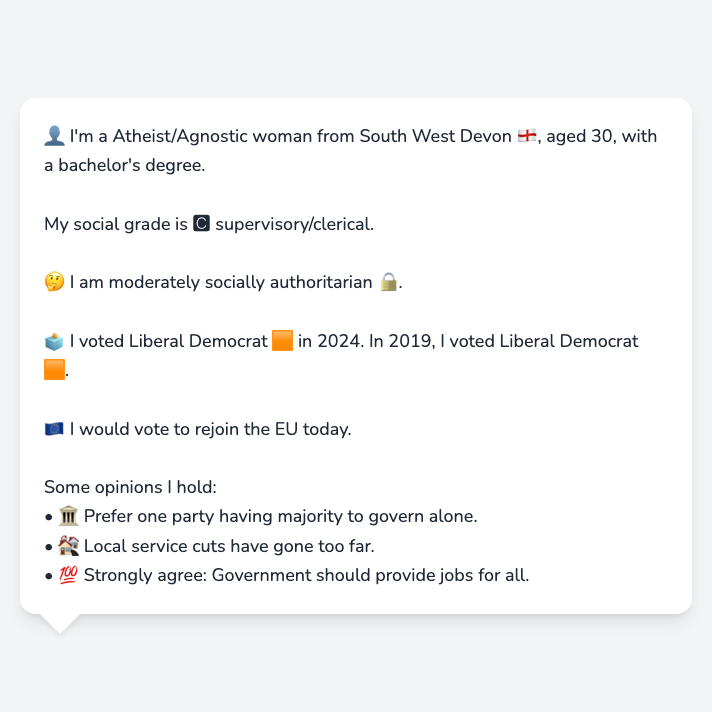 👤 I'm a Atheist/Agnostic woman from South West Devon 🏴󠁧󠁢󠁥󠁮󠁧󠁿, aged 30, with
a bachelor's degree.
My social grade is 🅲 supervisory/clerical.
🤔 I am moderately socially authoritarian 🔒.
🗳️ I voted Liberal Democrat 🟧 in 2024. In 2019, I voted Liberal Democrat
🟧.
🇪🇺 I would vote to rejoin the EU today.
Some opinions I hold:
• 🏛️ Prefer one party having majority to govern alone.
• 🏚️ Local service cuts have gone too far.
• 💯 Strongly agree: Government should provide jobs for all.